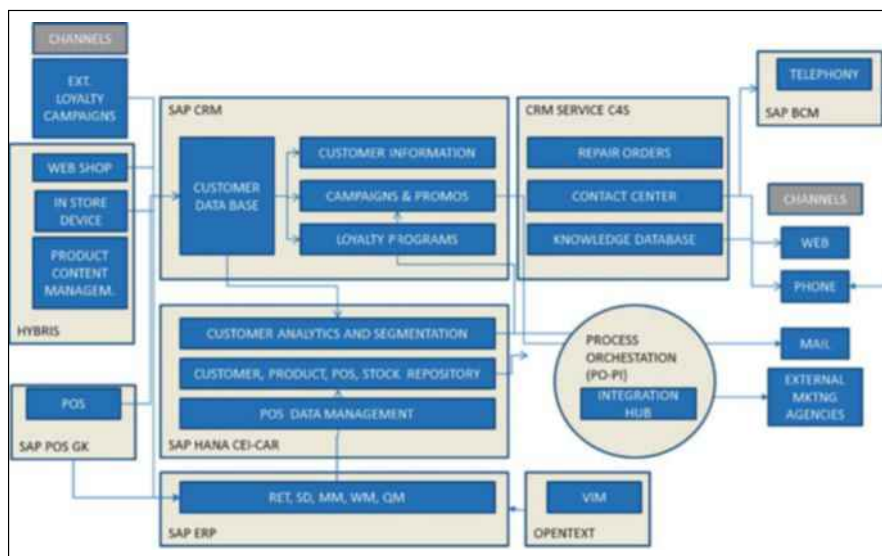 CHANNELS
EXT.
LOYALTY
CAMPAIGNS
WEB SHOP
IN STORE
DEVICE
PRODUCT
CONTENT
MANAGEM.
HYBRIS
POS
SAP POS GK
SAP CRM
CUSTOMER
DATA BASE
CUSTOMER INFORMATION
CAMPAIGNS & PROMOS
LOYALTY PROGRAMS
CUSTOMER ANALYTICS AND SEGMENTATION
CUSTOMER, PRODUCT, POS, STOCK REPOSITORY
POS DATA MANAGEMENT
SAP HANA CEI-CAR
RET, SD, MM, WM, QM
SAP ERP
CRM SERVICE C4S
REPAIR ORDERS
CONTACT CENTER
KNOWLEDGE DATABASE
PROCESS
ORCHESTATION
(PO-PI)
INTEGRATION
HUB
VIM
OPENTEXT
TELEPHONY
SAP BCM
CHANNELS
WEB
PHONE
MAIL
EXTERNAL
MKTNG
AGENCIES